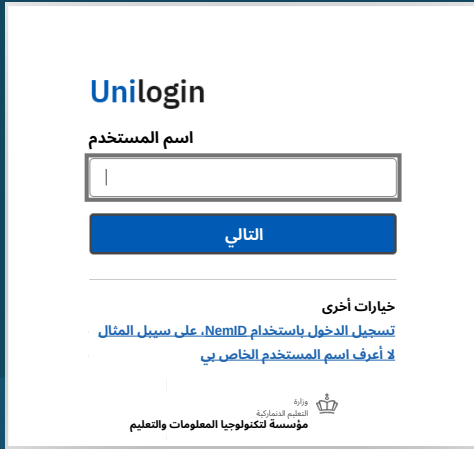 Unilogin
اسم المستخدم
التالي
خيارات أخرى
تسجيل الدخول باستخدام NemID، على سبيل المثال
لا أعرف اسم المستخدم الخاص بي
وزارة
التعليم الدنماركية
مؤسسة لتكنولوجيا المعلومات والتعليم